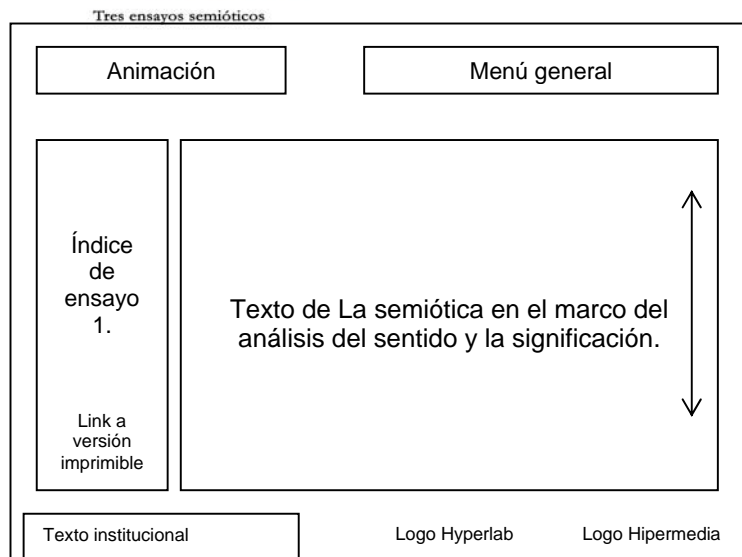 Tres ensayos semióticos
Animación
Menú general
Índice
de
ensayo
1.
Link a
versión
imprimible
Texto de La semiótica en el marco del
análisis del sentido y la significación.
Texto institucional
Logo Hyperlab
Logo Hipermedia